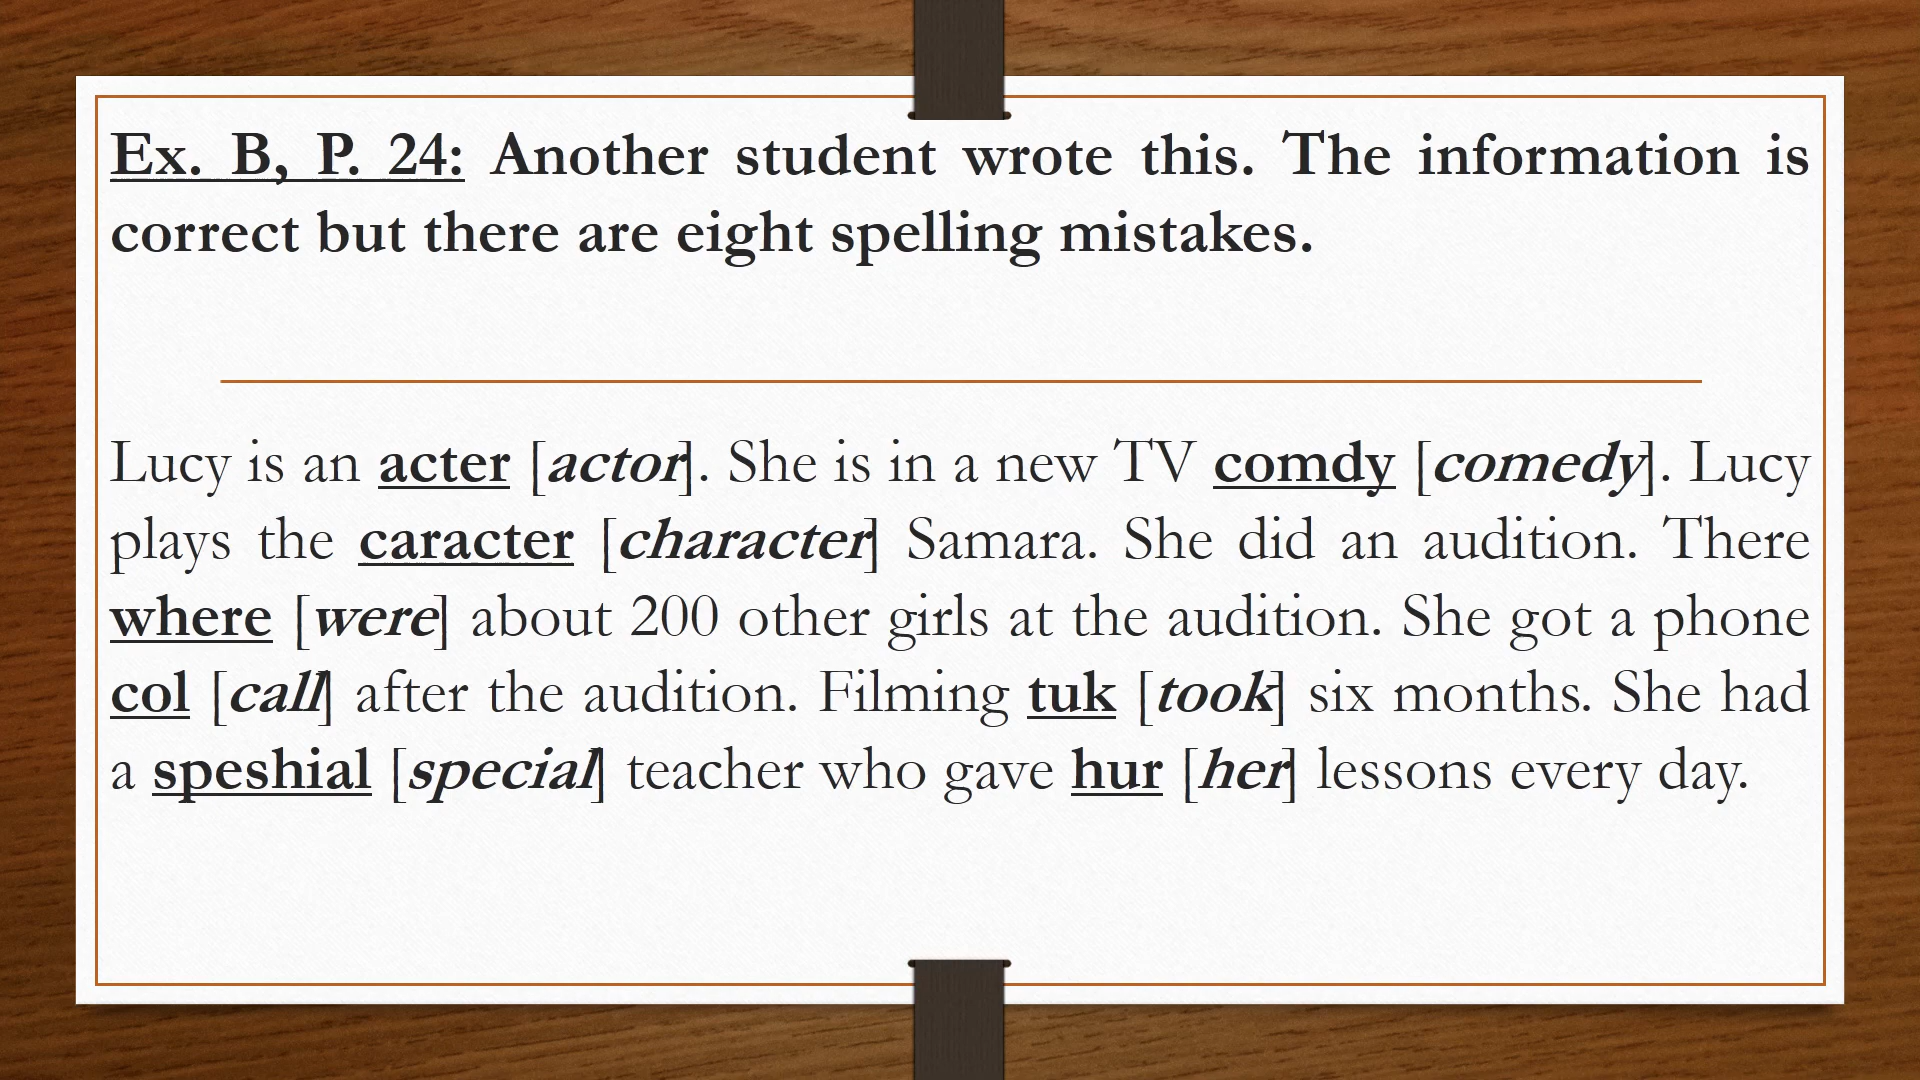 Ex. B, P. 24: Another student wrote this. The information is
correct but there are eight spelling mistakes.
Lucy is an acter [actor]. She is in a new TV comdy [comedy]. Lucy
plays the caracter [character] Samara. She did an audition. There
where [were] about 200 other girls at the audition. She got a phone
col [call] after the audition. Filming tuk [took] six months. She had
a speshial [special] teacher who gave hur [her] lessons every day.